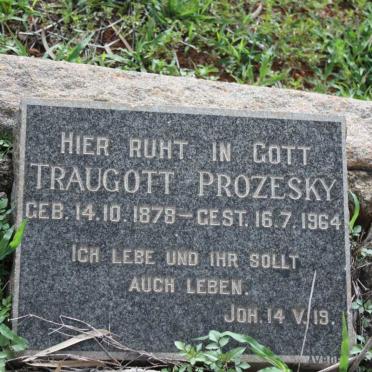 HIER RUHT IN GOTT
TRAUGOTT PROZESKY
GEB. 14.10. 1878 – GEST. 16.7. 1964
ICH LEBE UND IHR SOLLT
AUCH LEBEN.
JOH. 14 V. 19.